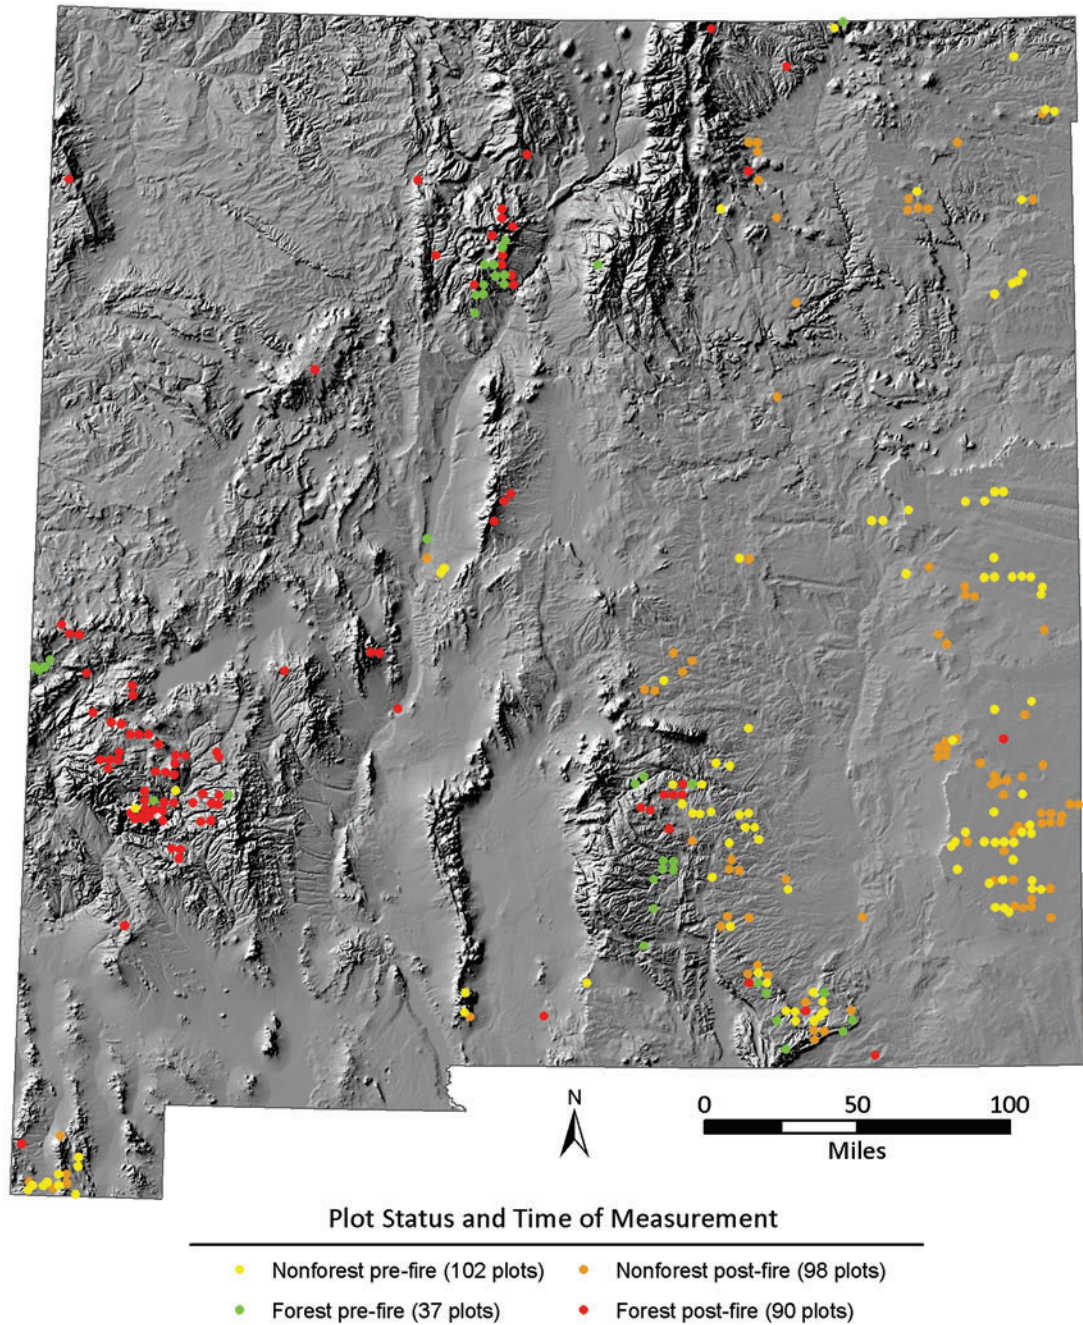 N
0 50 100
Miles
Plot Status and Time of Measurement
Nonforest pre-fire (102 plots) Nonforest post-fire (98 plots)
Forest pre-fire (37 plots) Forest post-fire (90 plots)